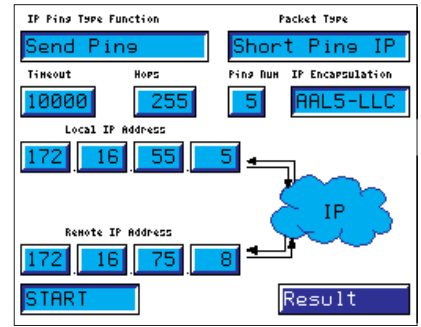 IP Ping Type Function Packet Type
Send Ping Short Ping IP
Timeout Hops Ping Num IP Encapsulation
10000 255 5 AAL5-LLC
Local IP Address
172 . 16 . 55 . 5
IP
Remote IP Address
172 . 16 . 75 . 8
START Result